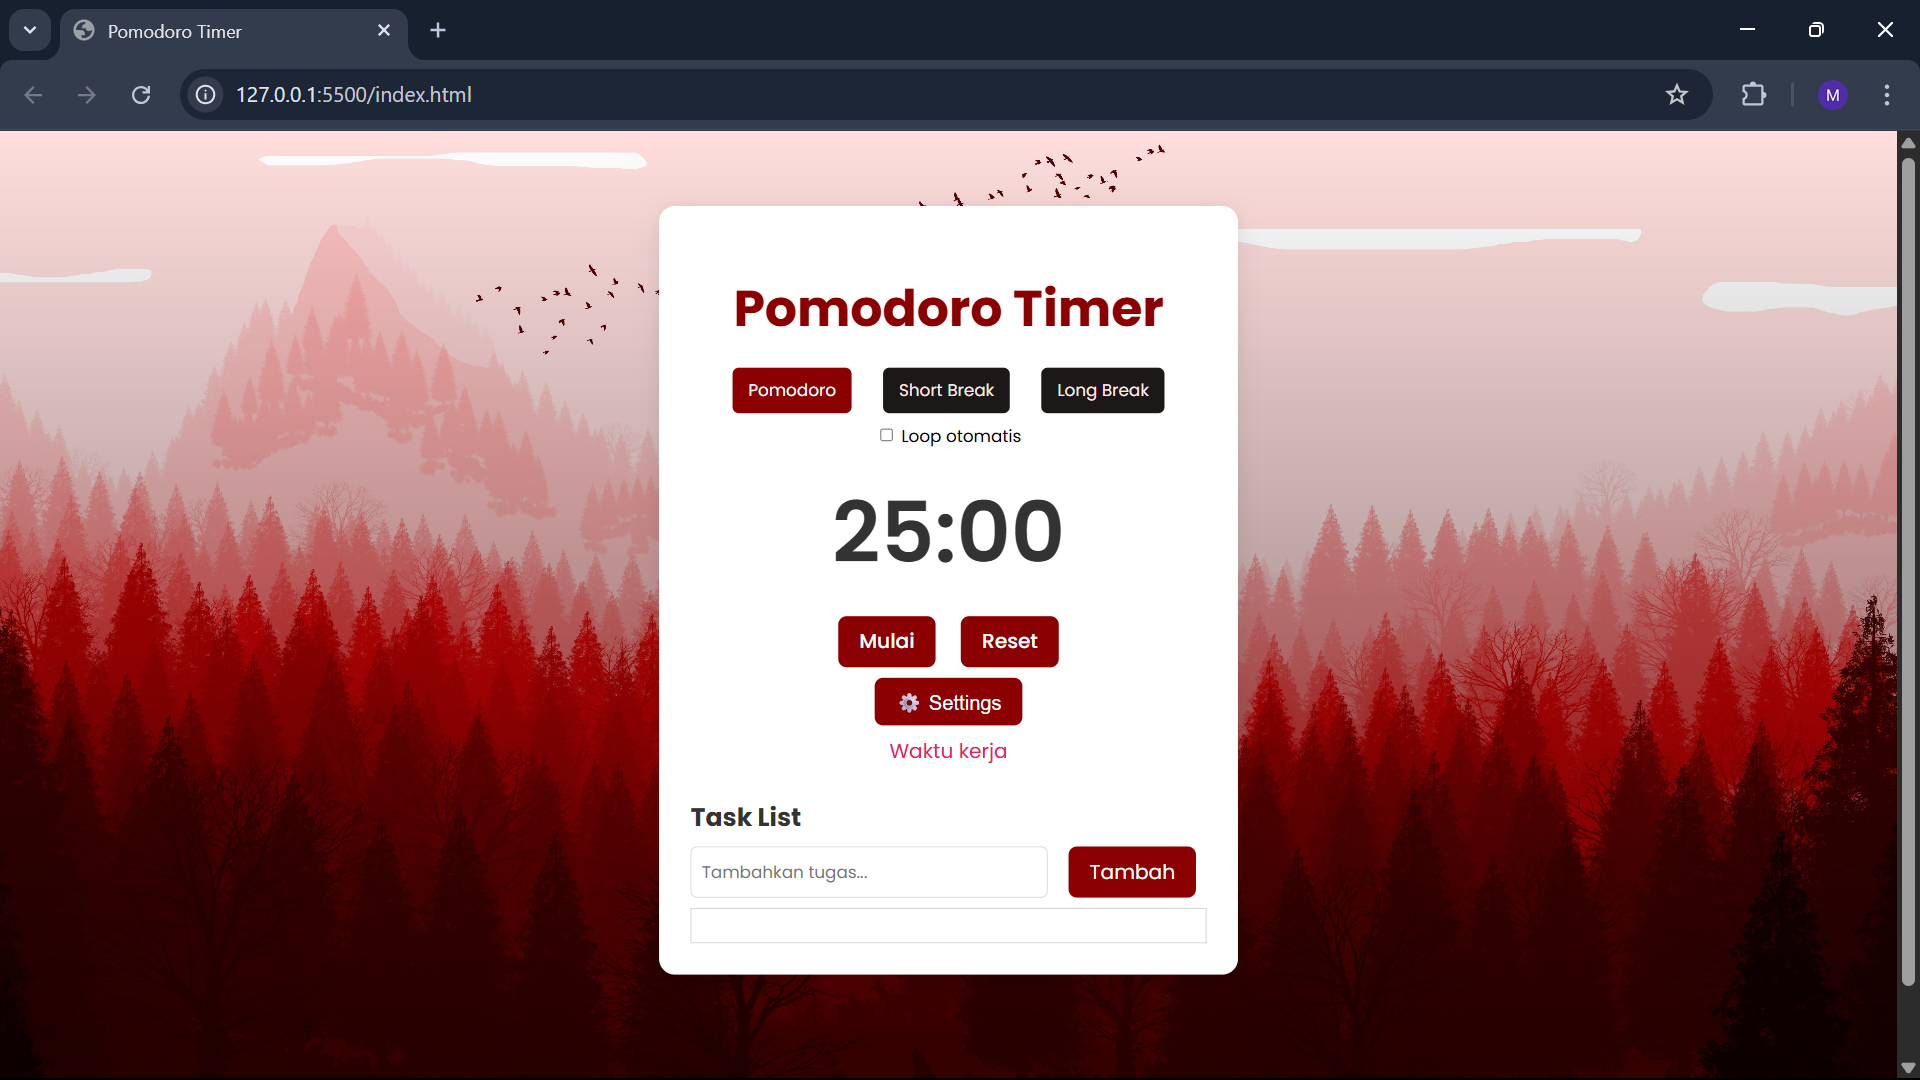 Pomodoro Timer
127.0.0.1:5500/index.html
M
Pomodoro Timer
Pomodoro Short Break Long Break
Loop otomatis
25:00
Mulai Reset
Settings
Waktu kerja
Task List
Tambahkan tugas... Tambah